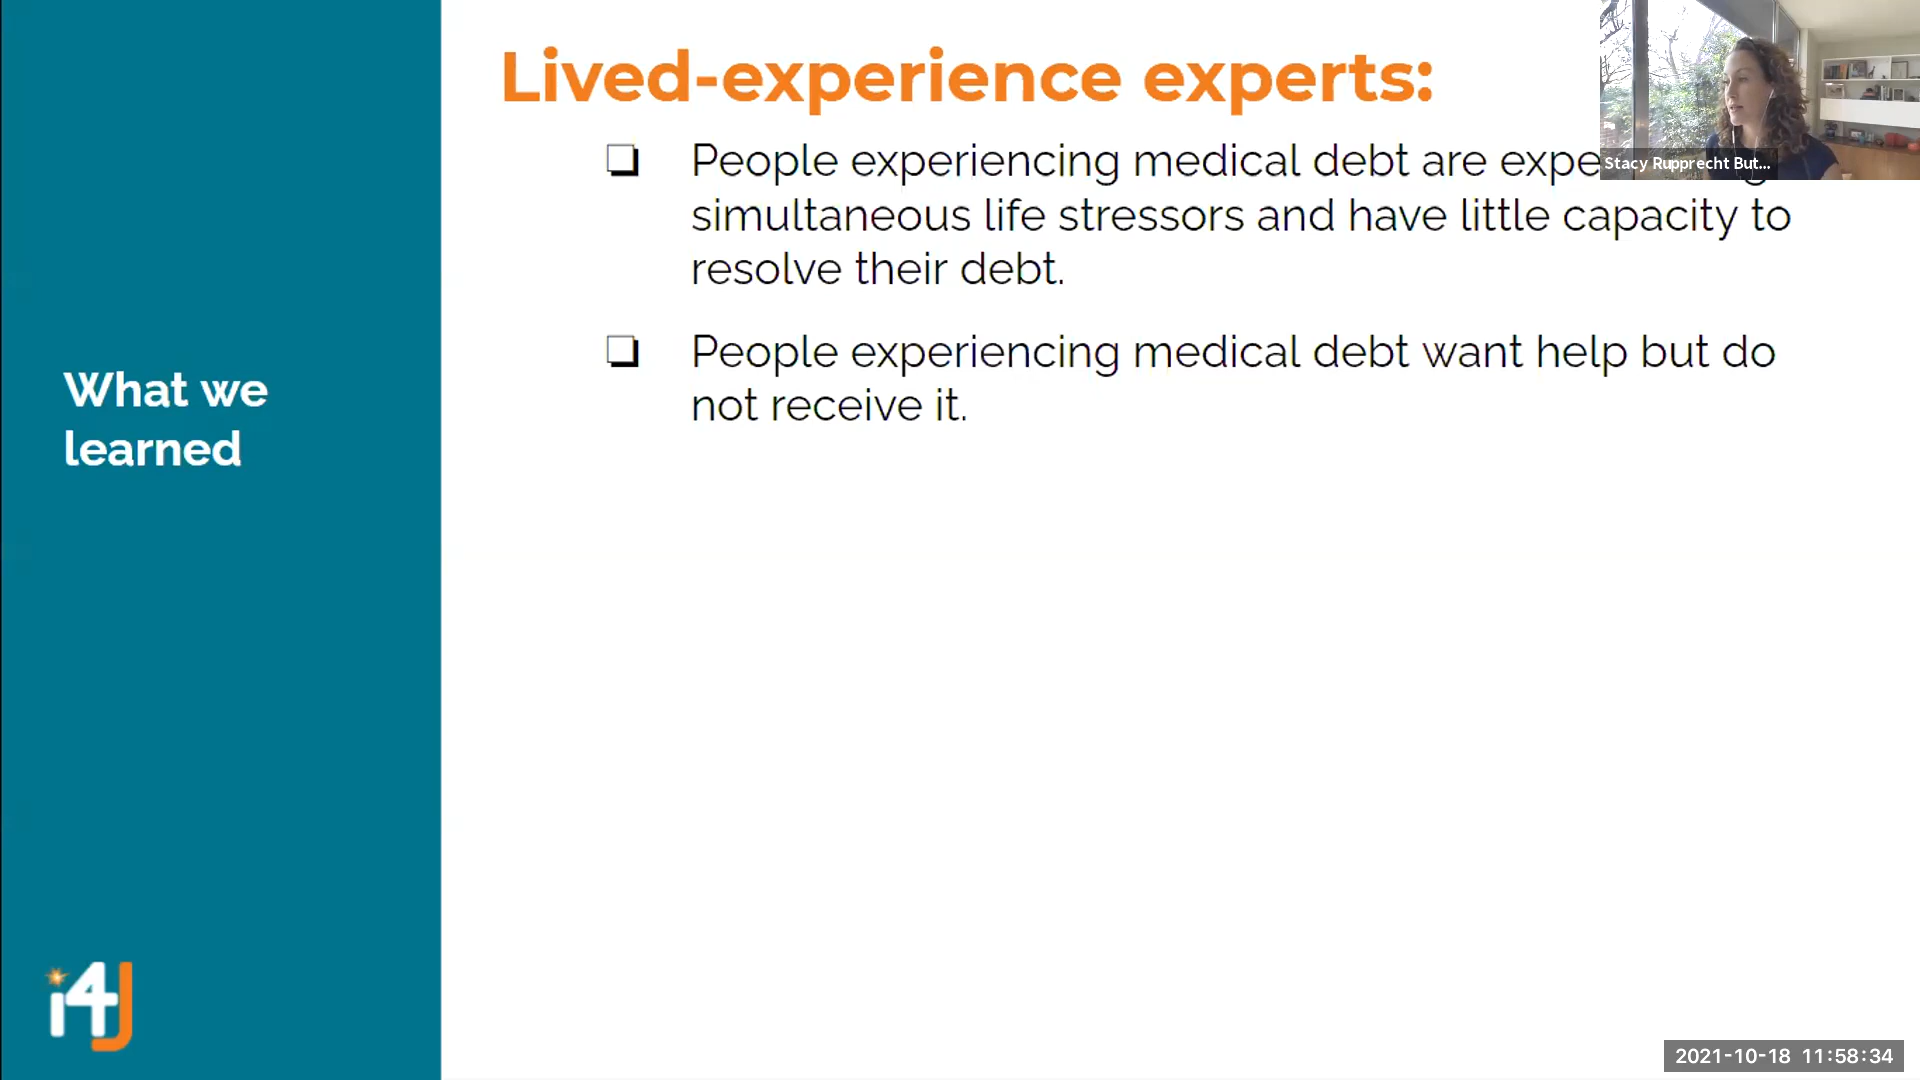 Lived-experience experts:
People experiencing medical debt are
simultaneous life stressors and have little capacity to
resolve their debt.
People experiencing medical debt want help but do
not receive it.
What we
learned
i4J
Stacy Rupprecht But...
2021-10-18 11:58:34